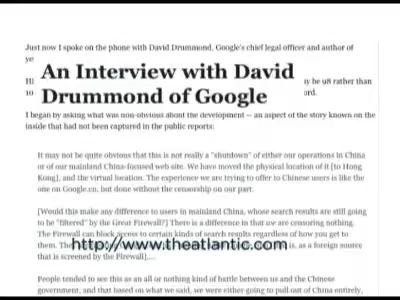 Just now I spoke on the phone with David Drummond, Google's chief legal officer and author of
ye
An Interview with David
Drummond of Google
y be off rather than
10
ard.
I began by asking what was non-obvious about the development -- an aspect of the story known on the
inside that had not been captured in the public reports:
It may not be quite obvious that this is not really a "shutdown" of either our operations in China
or of our mainland China-focused web site. We have moved the physical location of it [to Hong
Kong], and the virtual location. The experience we are trying to offer to Chinese users is like the
one on Google.cn, but done without the censorship on our part.
[Would this make any difference to users in mainland China, whose search results are still going
to be "filtered" by the Great Firewall?] There is a difference in that we are censoring nothing.
The Firewall can block access to certain kinds of search results regardless of how you get to
them. The
http://www.theatlantic.com
is, as a foreign source
that is screened by the Firewall]....
People tended to see this as an all or nothing kind of battle between us and the Chinese
government, and that based on what we said, we were either going to pull out of China entirely,